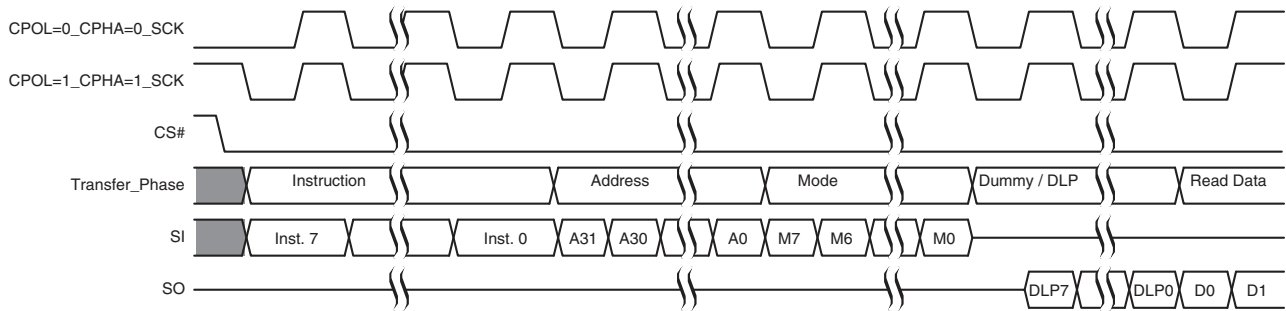 CPOL=0_CPHA=0_SCK
CPOL=1_CPHA=1_SCK
CS#
Transfer_Phase Instruction Address Mode Dummy / DLP Read Data
SI Inst. 7 Inst. 0 A31 A30 A0 M7 M6 M0
SO DLP7 DLP0 D0 D1